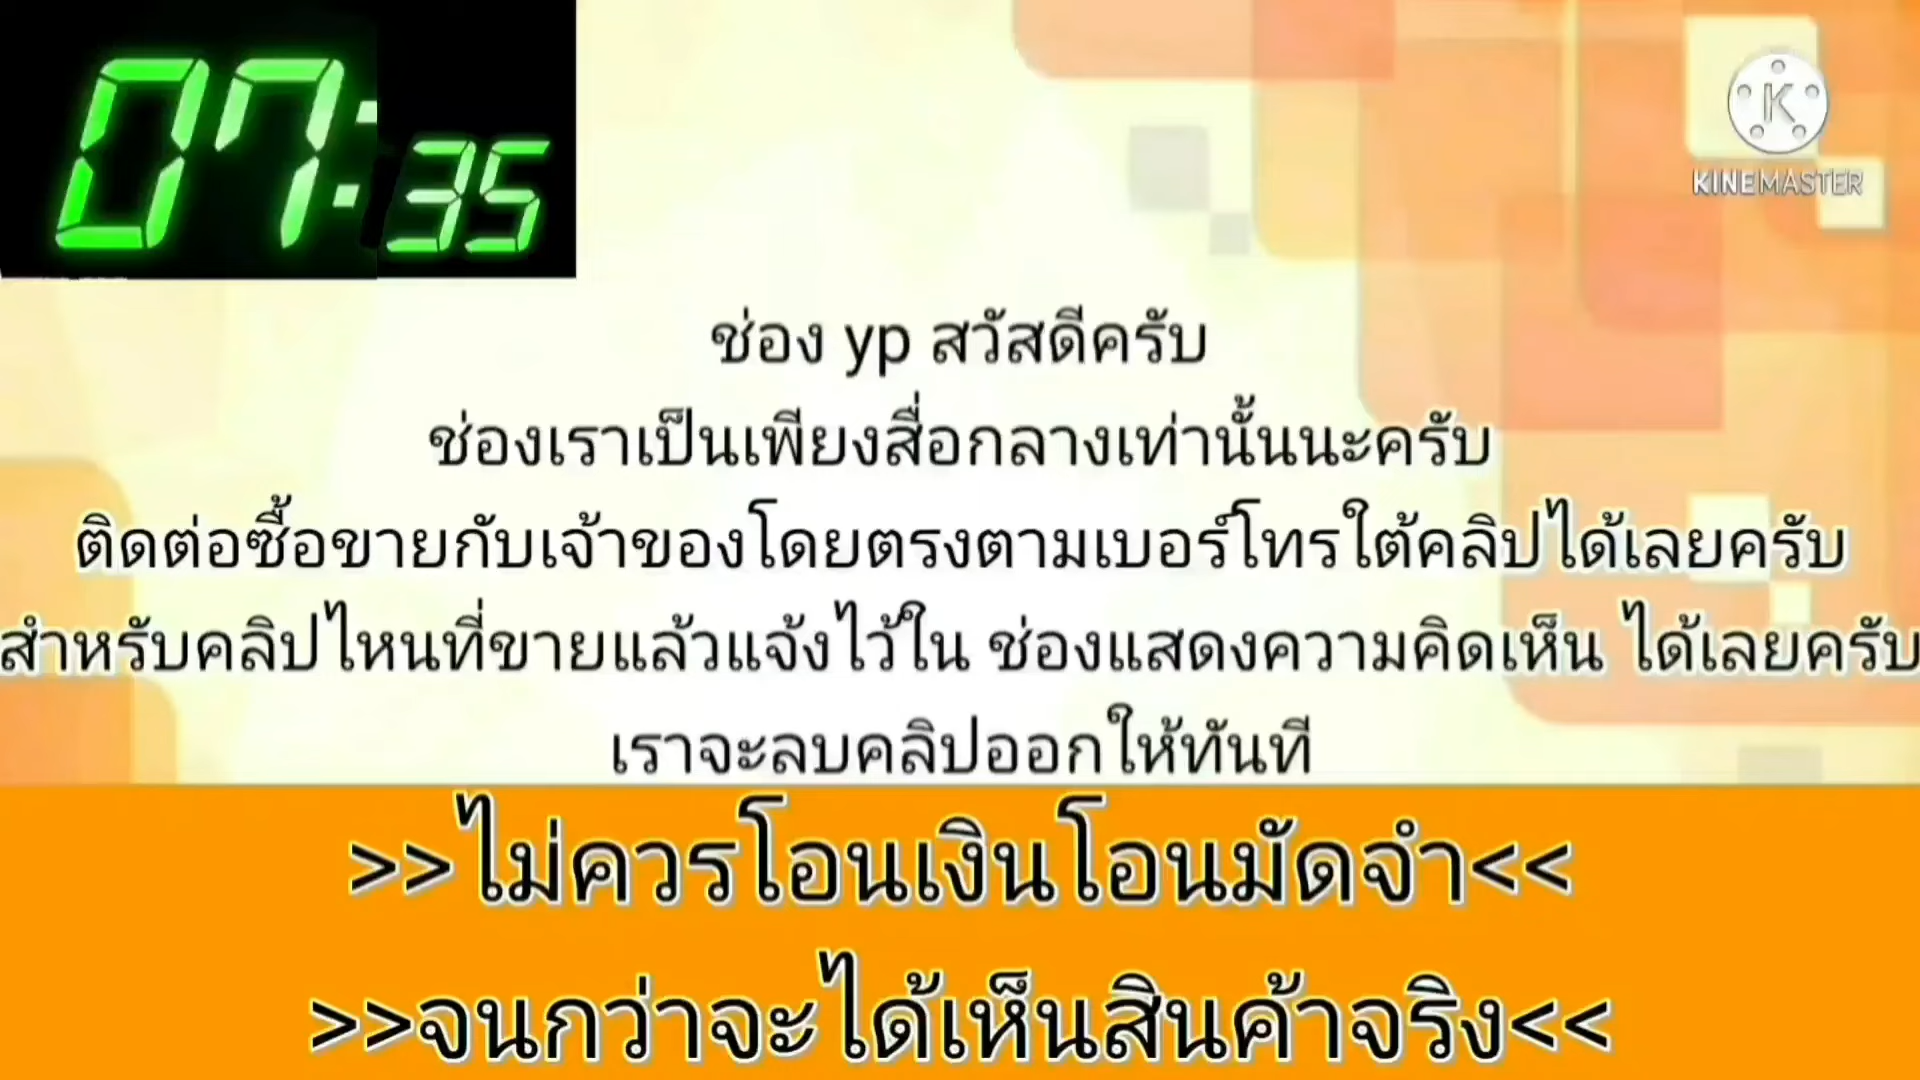 07:35
KINEMASTER
ช่อง yp สวัสดีครับ
ช่องเราเป็นเพียงสื่อกลางเท่านั้นนะครับ
ติดต่อซื้อขายกับเจ้าของโดยตรงตามเบอร์โทรใต้คลิปได้เลยครับ
สำหรับคลิปไหนที่ขายแล้วแจ้งไว้ใน ช่องแสดงความคิดเห็น ได้เลยครับ
เราจะลบคลิปออกให้ทันที
>>ไม่ควรโอนเงินโอนมัดจำ<<
>>จนกว่าจะได้เห็นสินค้าจริง<<